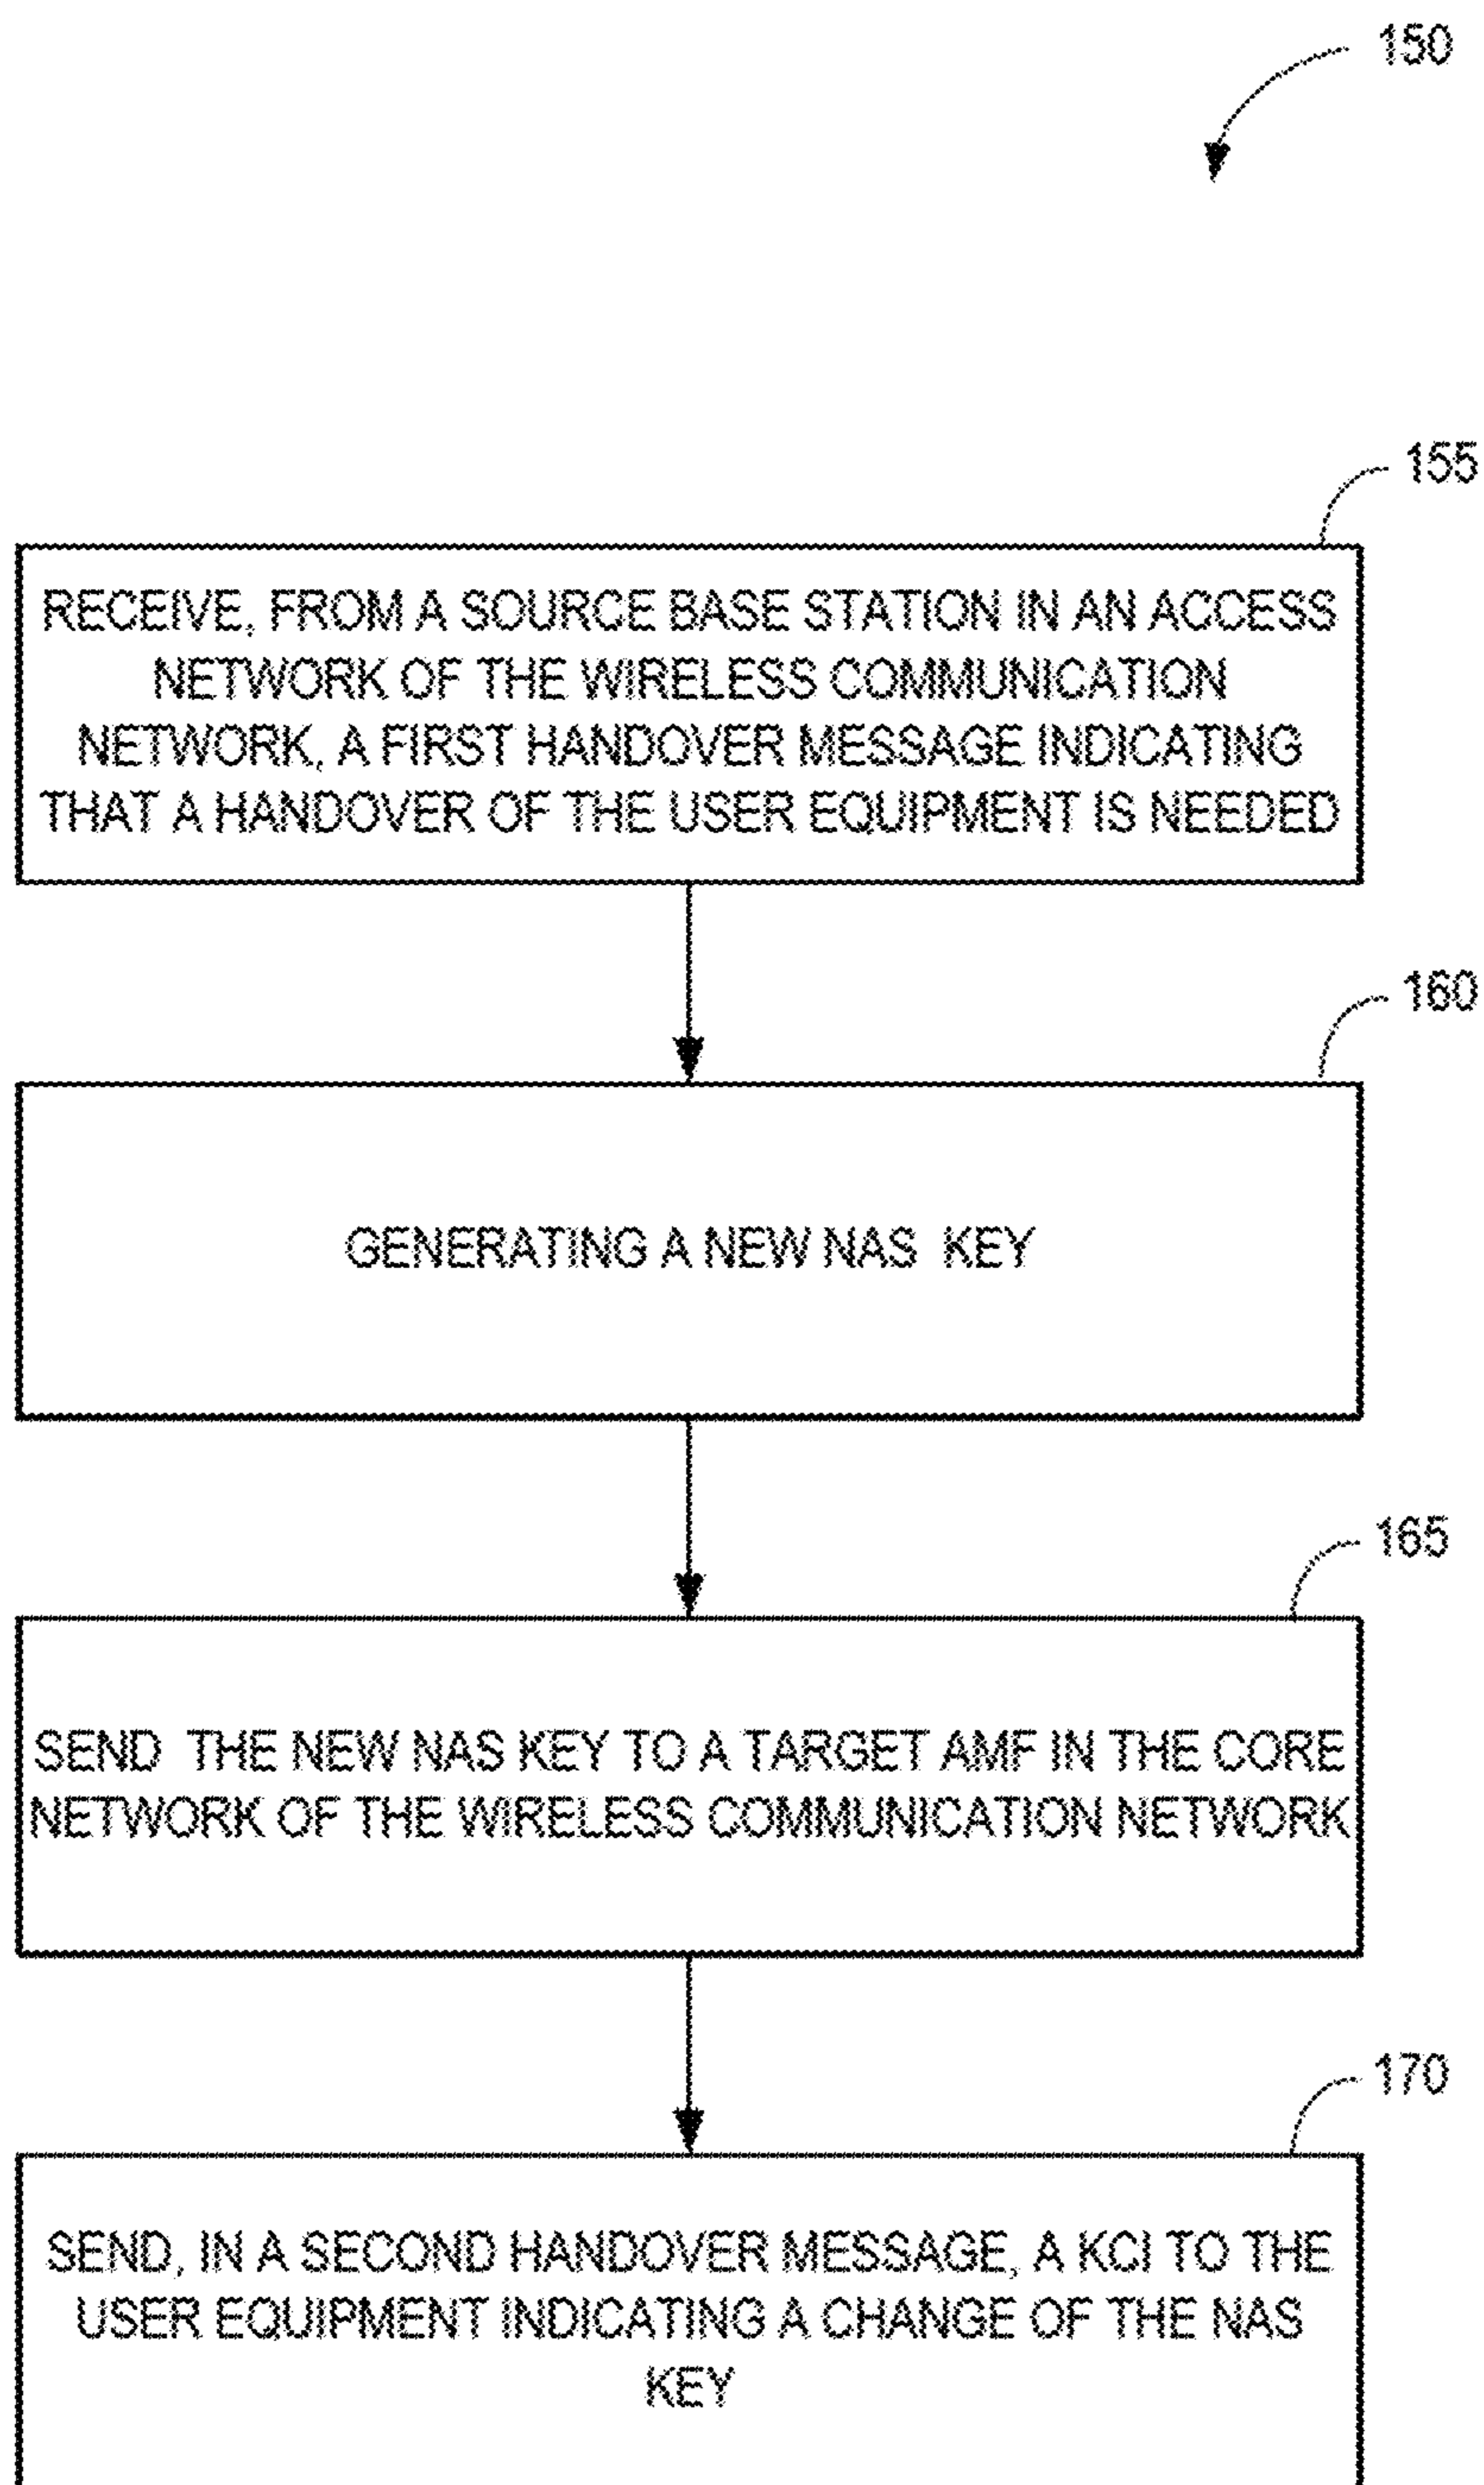 150
155
RECEIVE, FROM A SOURCE BASE STATION IN AN ACCESS
NETWORK OF THE WIRELESS COMMUNICATION
NETWORK, A FIRST HANDOVER MESSAGE INDICATING
THAT A HANDOVER OF THE USER EQUIPMENT IS NEEDED
160
GENERATING A NEW NAS KEY
165
SEND THE NEW NAS KEY TO A TARGET AMF IN THE CORE
NETWORK OF THE WIRELESS COMMUNICATION NETWORK
170
SEND, IN A SECOND HANDOVER MESSAGE, A KCI TO THE
USER EQUIPMENT INDICATING A CHANGE OF THE NAS
KEY